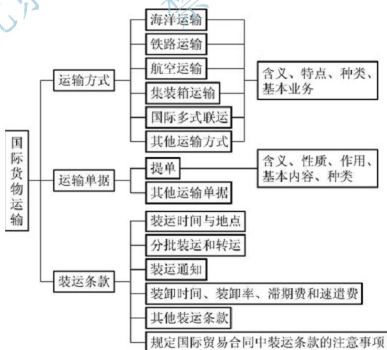 海洋运输
铁路运输
航空运输
集装箱运输
国际多式联运
其他运输方式
运输方式
含义、特点、种类、
基本业务
国际货物运输
运输单据
提单
其他运输单据
含义、性质、作用、
基本内容、种类
装运条款
装运时间与地点
分批装运和转运
装运通知
装卸时间、装卸率、滞期费和速遣费
其他装运条款
规定国际贸易合同中装运条款的注意事项